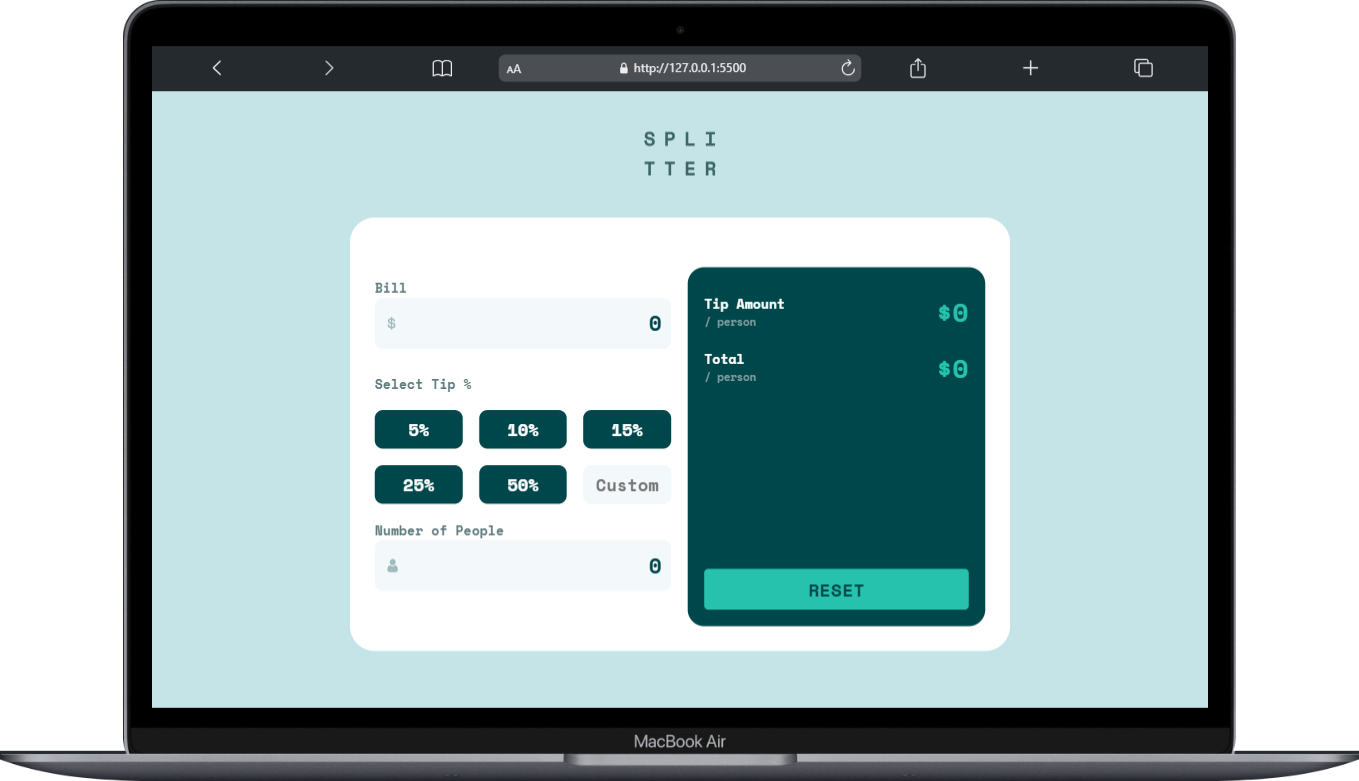 AA http://127.0.0.1:5500
SPLI
TTER
Bill
$ 0
Select Tip %
5% 10% 15%
25% 50% Custom
Number of People
0
Tip Amount
/ person
$0
Total
/ person
$0
RESET
MacBook Air